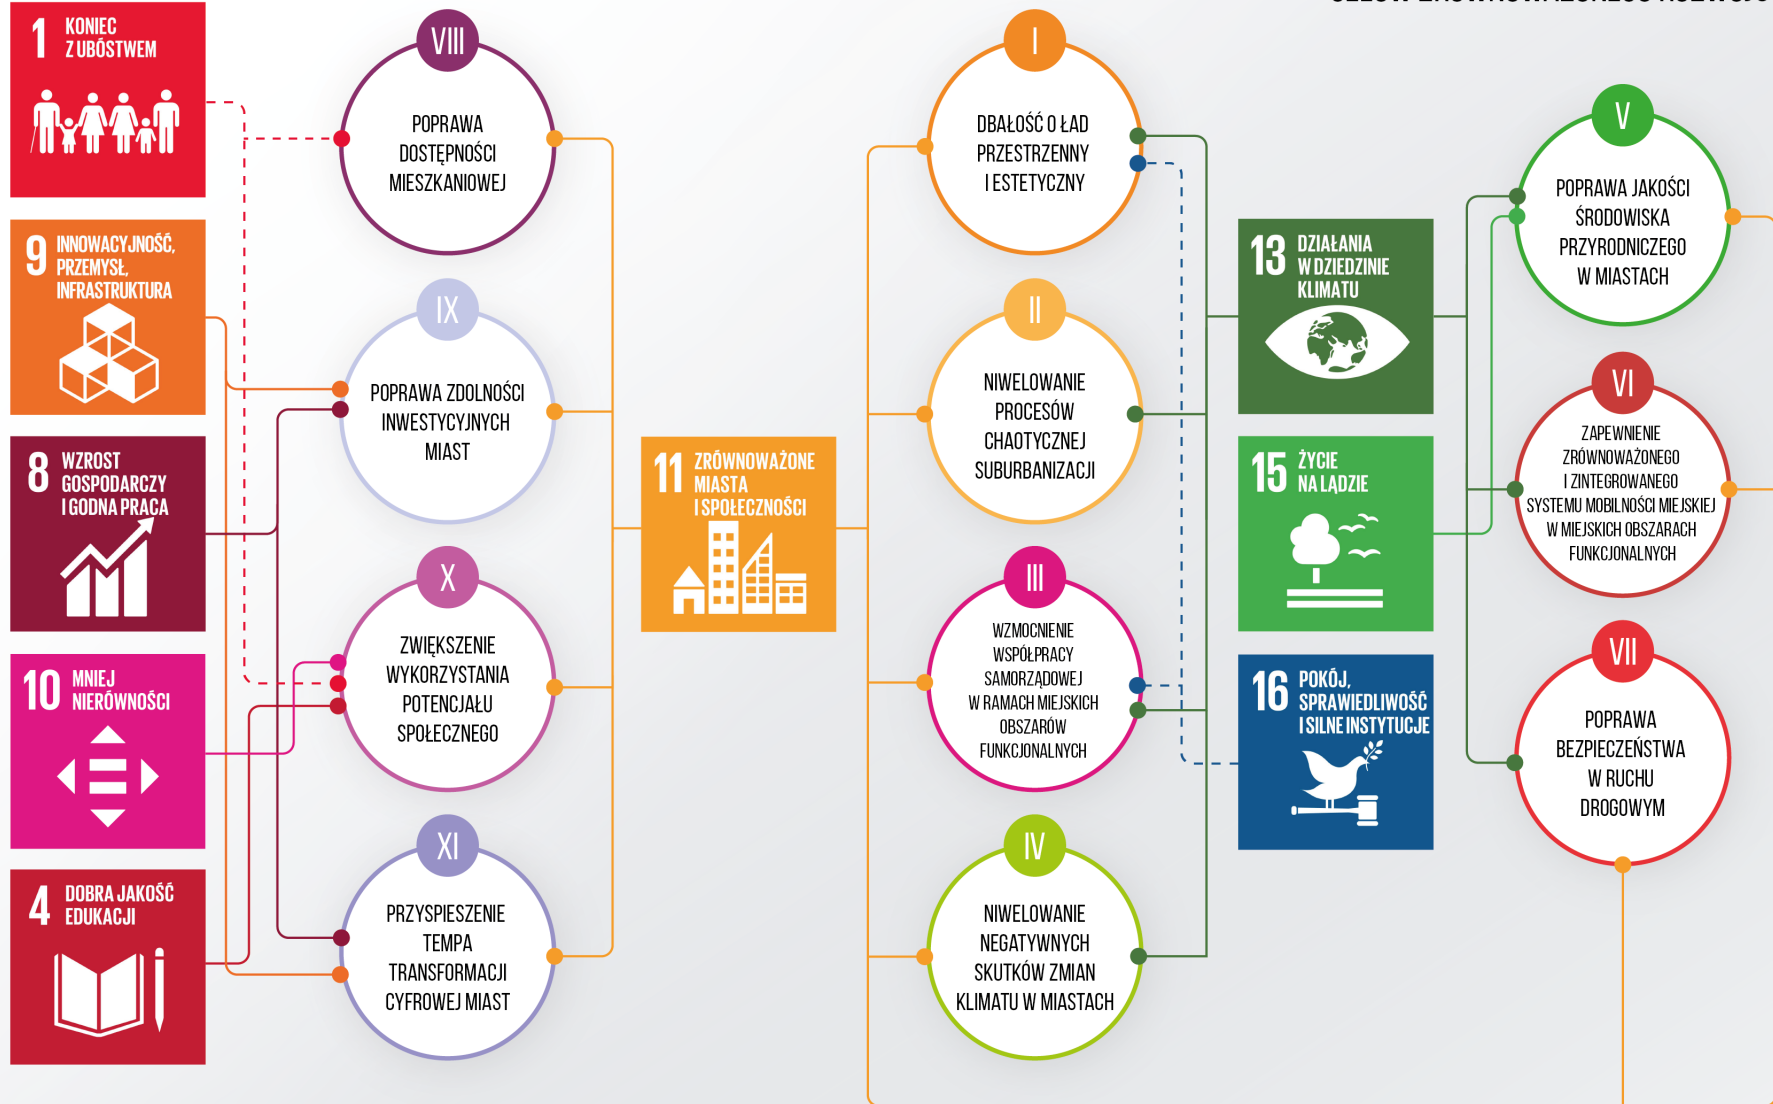 CELÓW ZRÓWNOWAŻONEGO ROZWOJU
1 KONIEC
Z UBÓSTWEM
9 INNOWACYJNOŚĆ,
PRZEMYSŁ,
INFRASTRUKTURA
8 WZROST
GOSPODARCZY
I GODNA PRACA
10 MNIEJ
NIERÓWNOŚCI
4 DOBRA JAKOŚĆ
EDUKACJI
VIII
POPRAWA
DOSTĘPNOŚCI
MIESZKANIOWEJ
IX
POPRAWA ZDOLNOŚCI
INWESTYCYJNYCH
MIAST
X
ZWIĘKSZENIE
WYKORZYSTANIA
POTENCJAŁU
SPOŁECZNEGO
XI
PRZYSPIESZENIE
TEMPA
TRANSFORMACJI
CYFROWEJ MIAST
11 ZRÓWNOWAŻONE
MIASTA
I SPOŁECZNOŚCI
I
DBAŁOŚĆ O ŁAD
PRZESTRZENNY
I ESTETYCZNY
II
NIWELOWANIE
PROCESÓW
CHAOTYCZNEJ
SUBURBANIZACJI
III
WZMOCNIENIE
WSPÓŁPRACY
SAMORZĄDOWEJ
W RAMACH MIEJSKICH
OBSZARÓW
FUNKCJONALNYCH
IV
NIWELOWANIE
NEGATYWNYCH
SKUTKÓW ZMIAN
KLIMATU W MIASTACH
13 DZIAŁANIA
W DZIEDZINIE
KLIMATU
15 ŻYCIE
NA LĄDZIE
16 POKÓJ,
SPRAWIEDLIWOŚĆ
I SILNE INSTYTUCJE
V
POPRAWA JAKOŚCI
ŚRODOWISKA
PRZYRODNICZEGO
W MIASTACH
VI
ZAPEWNIENIE
ZRÓWNOWAŻONEGO
I ZINTEGROWANEGO
SYSTEMU MOBILNOŚCI MIEJSKIEJ
W MIEJSKICH OBSZARACH
FUNKCJONALNYCH
VII
POPRAWA
BEZPIECZEŃSTWA
W RUCHU
DROGOWYM